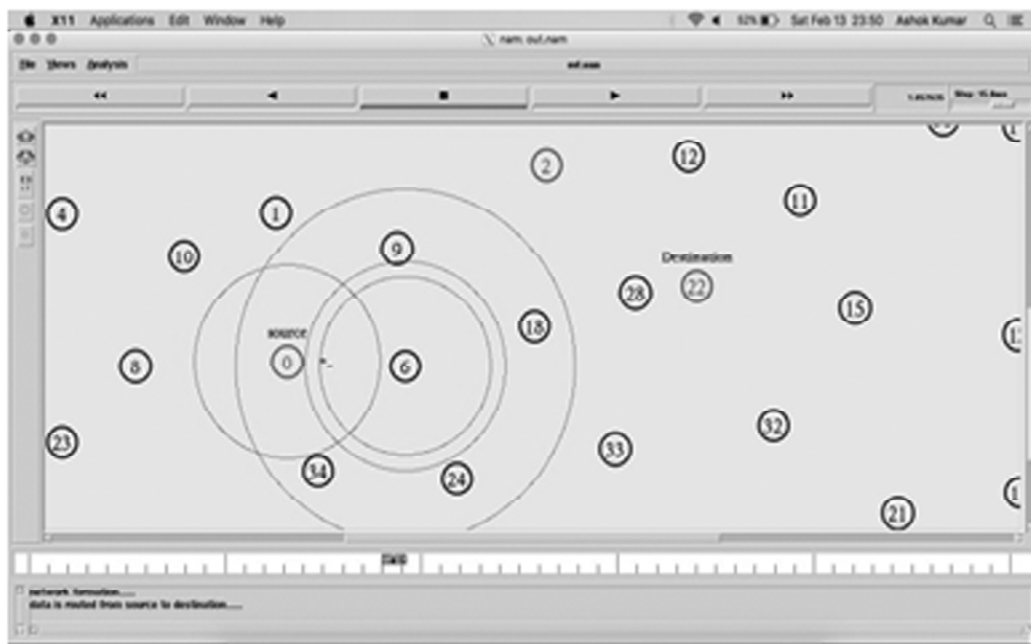 X11 Applications Edit Window Help 52% Sat Feb 13 23:50 Ashok Kumar
nam: out.nam
File Views Analysis out.nam
2 12
4 1 11
10 9 Destination
28 22
source 18 15
0
8 6
23 32
34 24 33
21
network formation.....
data is routed from source to destination.....